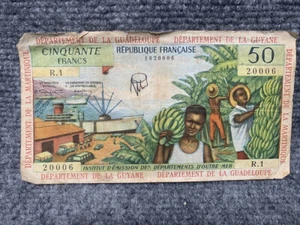 DÉPARTEMENT DE LA GUADELOUPE DÉPARTEMENT DE LA GUYANE
DÉPARTEMENT DE LA MARTINIQUE
CINQUANTE
FRANCS
RÉPUBLIQUE FRANÇAISE
1020006
50
20006
R.1
20006
R.1
INSTITUT D'ÉMISSION DES DÉPARTEMENTS D'OUTRE-MER
DÉPARTEMENT DE LA MARTINIQUE
DÉPARTEMENT DE LA GUYANE DÉPARTEMENT DE LA GUADELOUPE